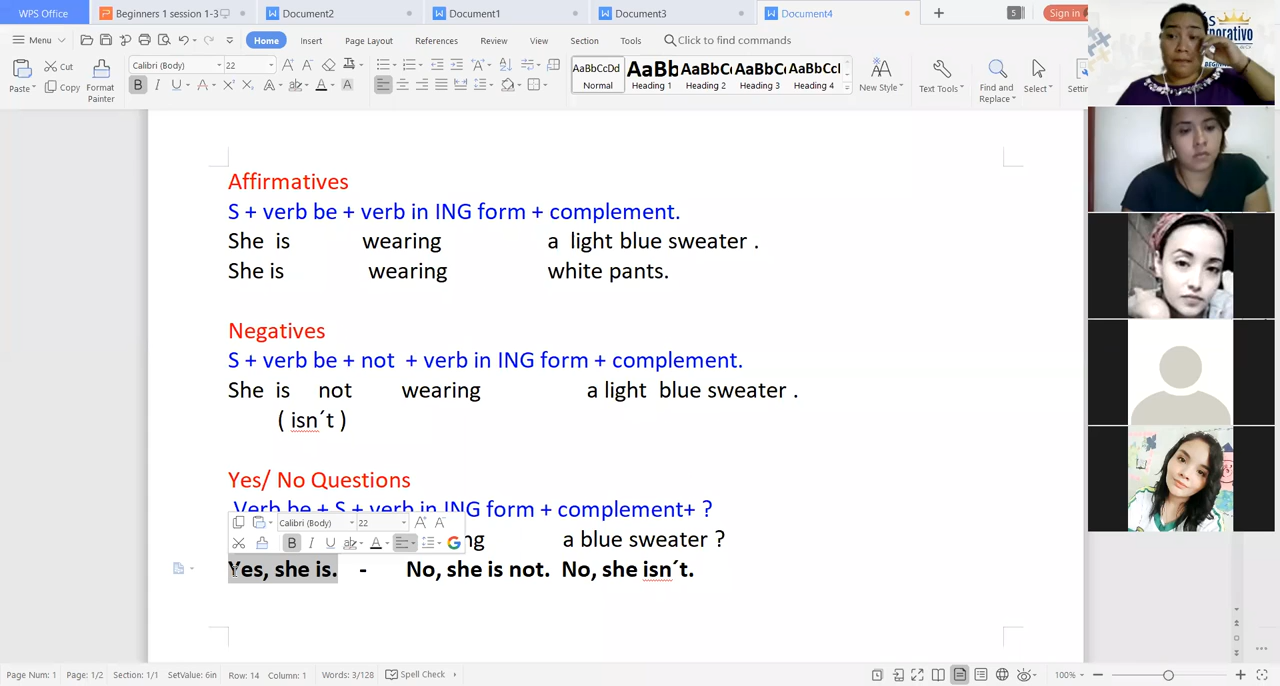 WPS Office
Beginners 1 session 1-3
Document2
Document1
Document3
Document4
5
Sign in
Menu
Home
Insert
Page Layout
References
Review
View
Section
Tools
Click to find commands
Paste
Cut
Copy
Format Painter
Calibri (Body)
22
AaBbCcDd
Normal
AaBb
Heading 1
AaBbC
Heading 2
AaBbC
Heading 3
AaBbCcI
Heading 4
New Style
Text Tools
Find and Replace
Select
Affirmatives
S + verb be + verb in ING form + complement.
She is wearing a light blue sweater .
She is wearing white pants.
Negatives
S + verb be + not + verb in ING form + complement.
She is not wearing a light blue sweater .
( isn´t )
Yes/ No Questions
Verb be + S + verb in ING form + complement+ ?
Calibri (Body) 22
ng a blue sweater ?
Yes, she is. - No, she is not. No, she isn´t.
Page Num: 1
Page: 1/2
Section: 1/1
SetValue: 6in
Row: 14
Column: 1
Words: 3/128
Spell Check
100%